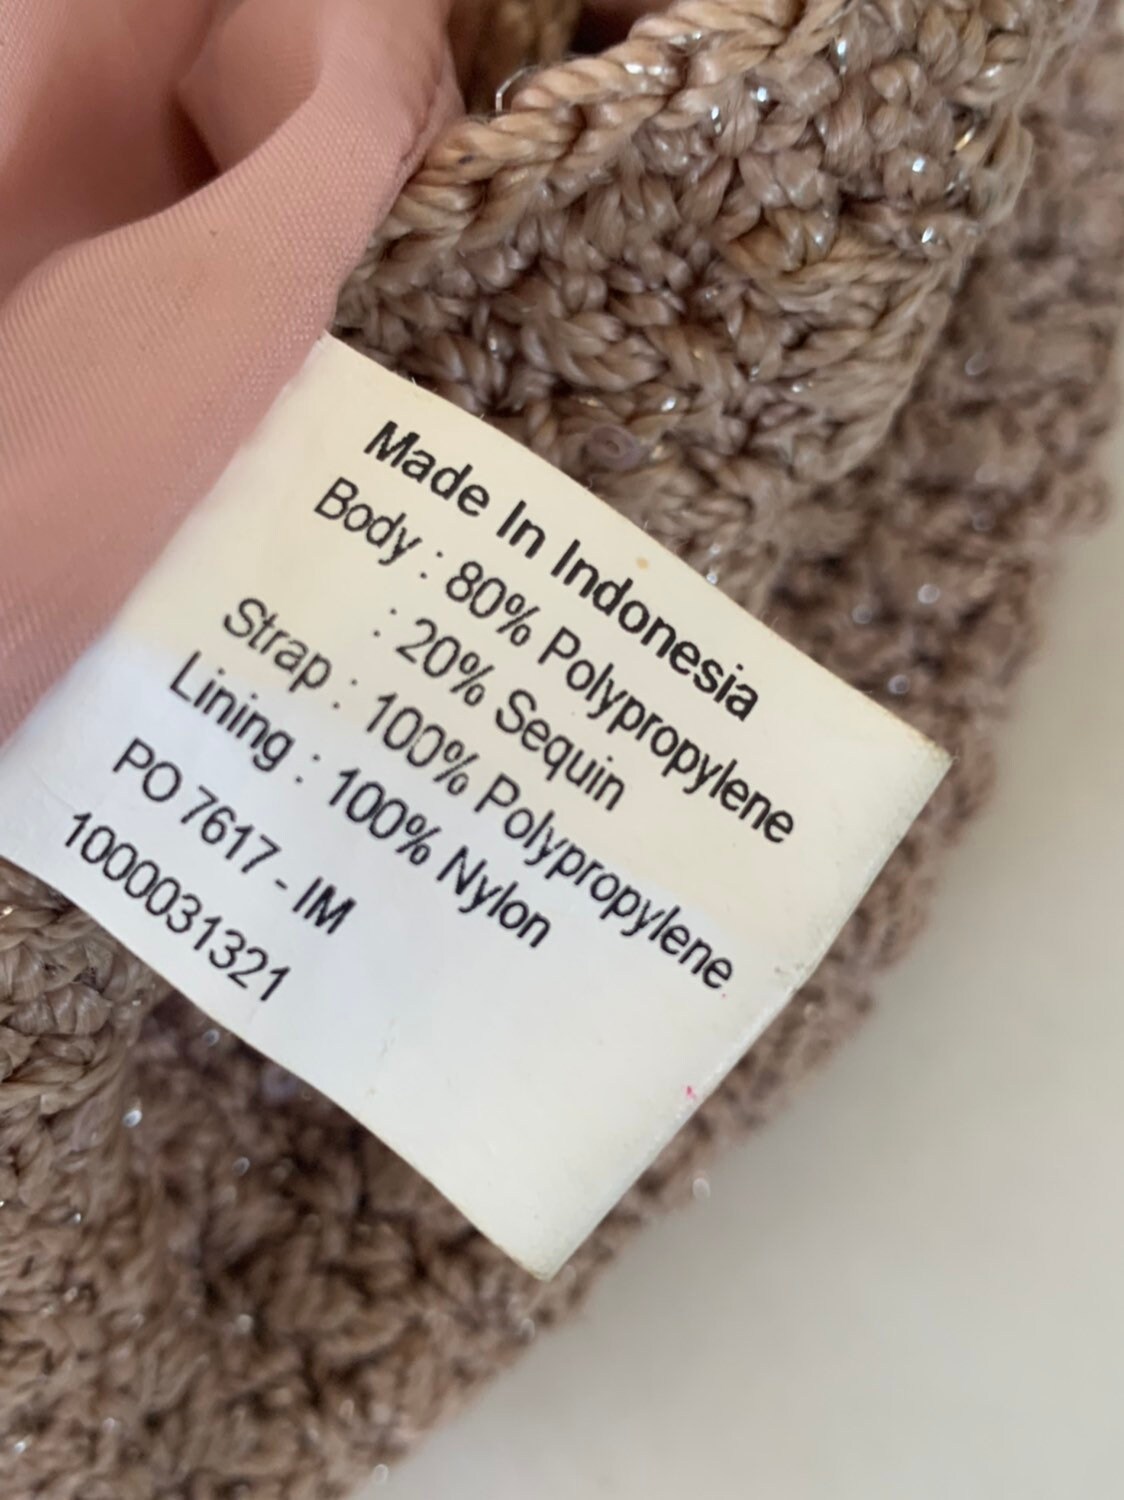 Made In Indonesia
Body : 80% Polypropylene
: 20% Sequin
Strap : 100% Polypropylene
Lining : 100% Nylon
PO 7617 - IM
1000031321